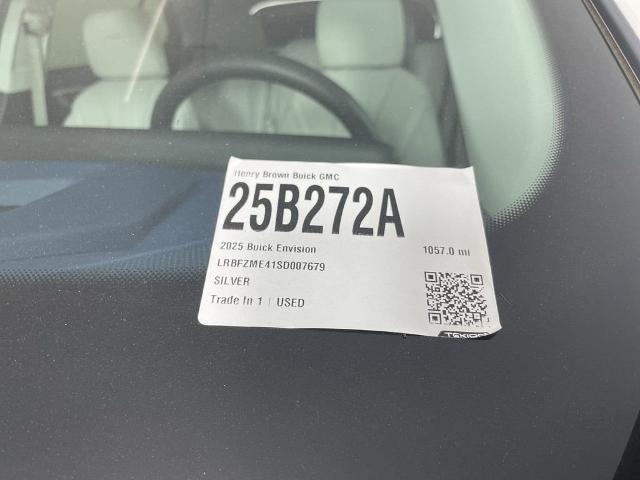 Henry Brown Buick GMC
25B272A
2025 Buick Envision 1057.0 mi
LRBFZME41SD007679
SILVER
Trade In 1 | USED